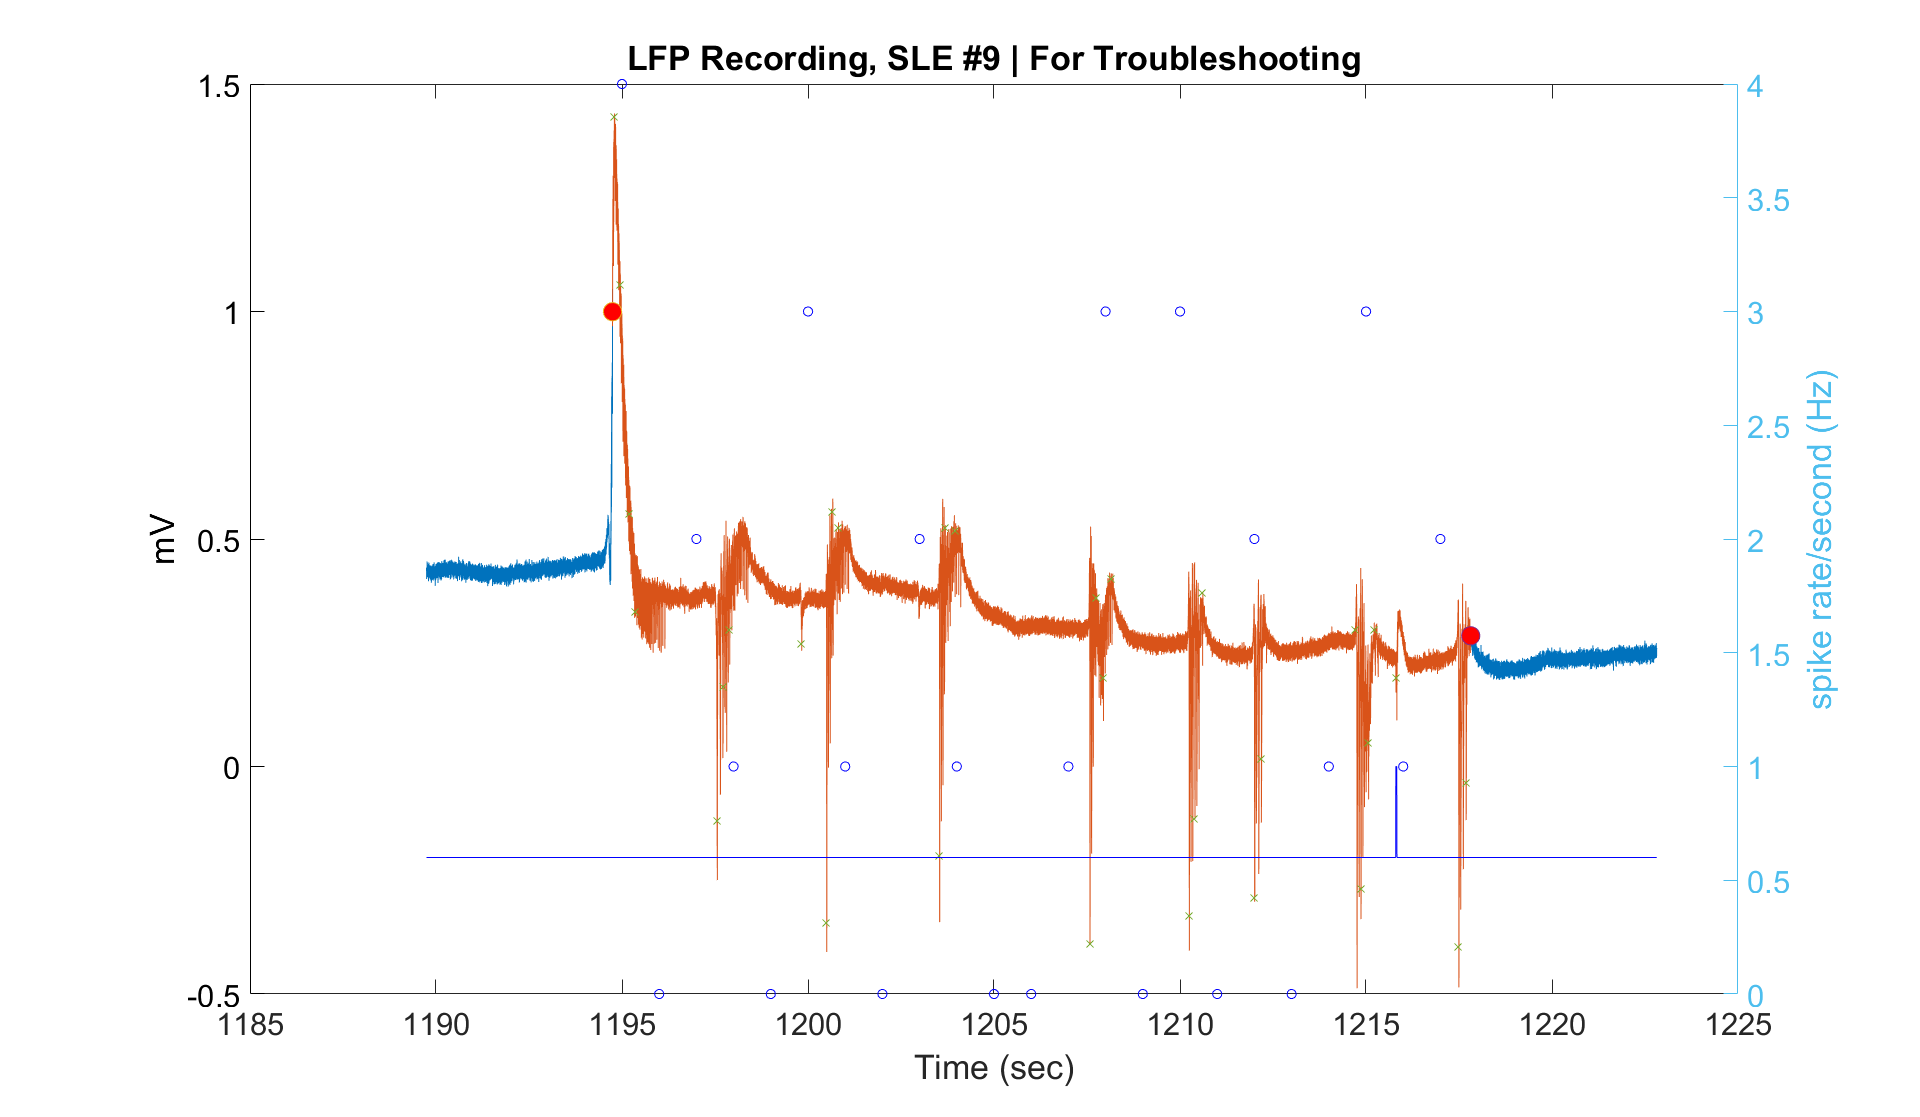 LFP Recording, SLE #9 | For Troubleshooting
1.5
1
0.5
0
-0.5
mV
4
3.5
3
2.5
2
1.5
1
0.5
0
spike rate/second (Hz)
1185 1190 1195 1200 1205 1210 1215 1220 1225
Time (sec)